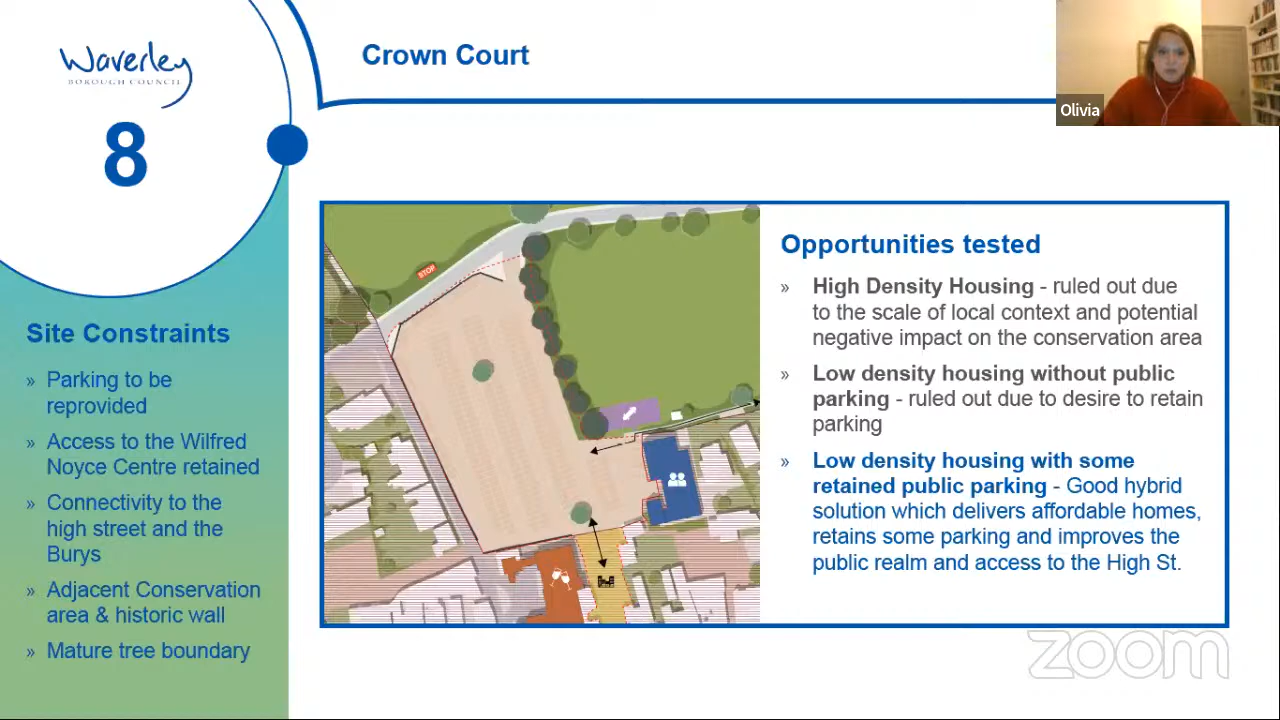 Waverley
BOROUGH COUNCIL
8
Crown Court
Olivia
Site Constraints
» Parking to be
reprovided
» Access to the Wilfred
Noyce Centre retained
» Connectivity to the
high street and the
Burys
» Adjacent Conservation
area & historic wall
» Mature tree boundary
STOP
Opportunities tested
» High Density Housing - ruled out due
to the scale of local context and potential
negative impact on the conservation area
» Low density housing without public
parking - ruled out due to desire to retain
parking
» Low density housing with some
retained public parking - Good hybrid
solution which delivers affordable homes,
retains some parking and improves the
public realm and access to the High St.
zoom